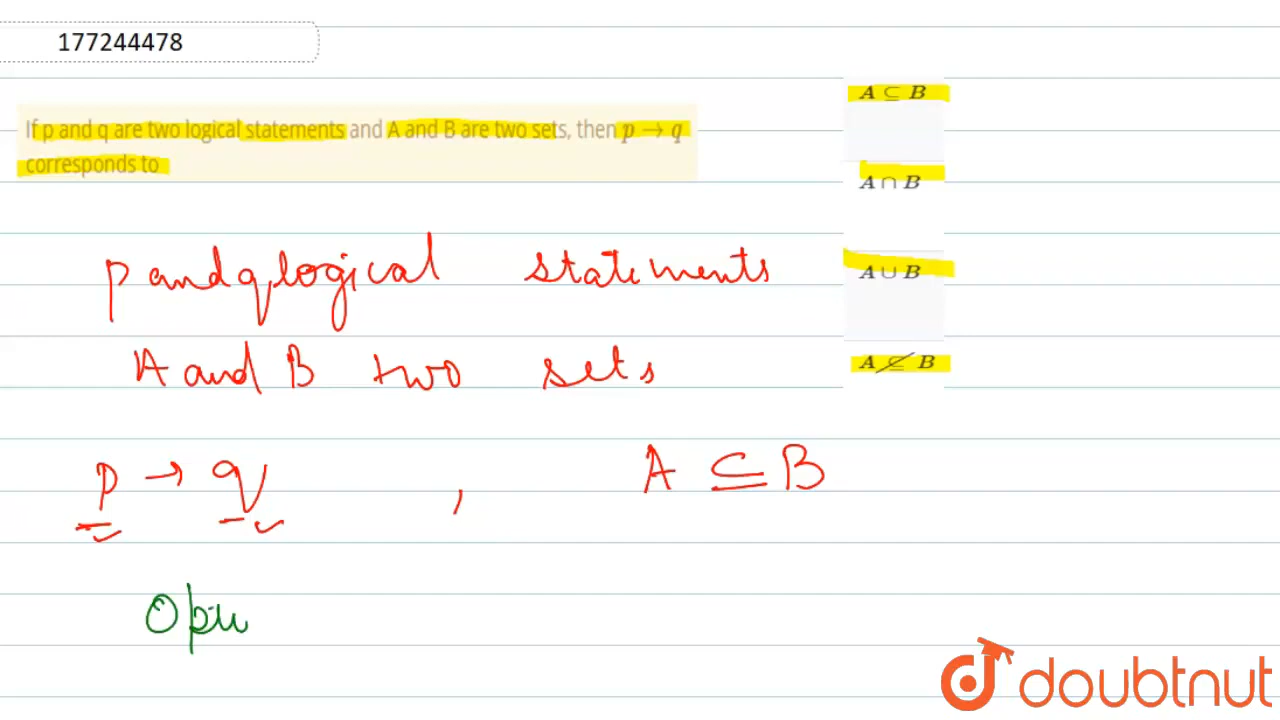 177244478
If p and q are two logical statements and A and B are two sets, then p → q
corresponds to
A ⊆ B
A ∩ B
A ∪ B
A ⊈ B
p and q logical statements
A and B two sets
p → q , A ⊆ B
doubtnut